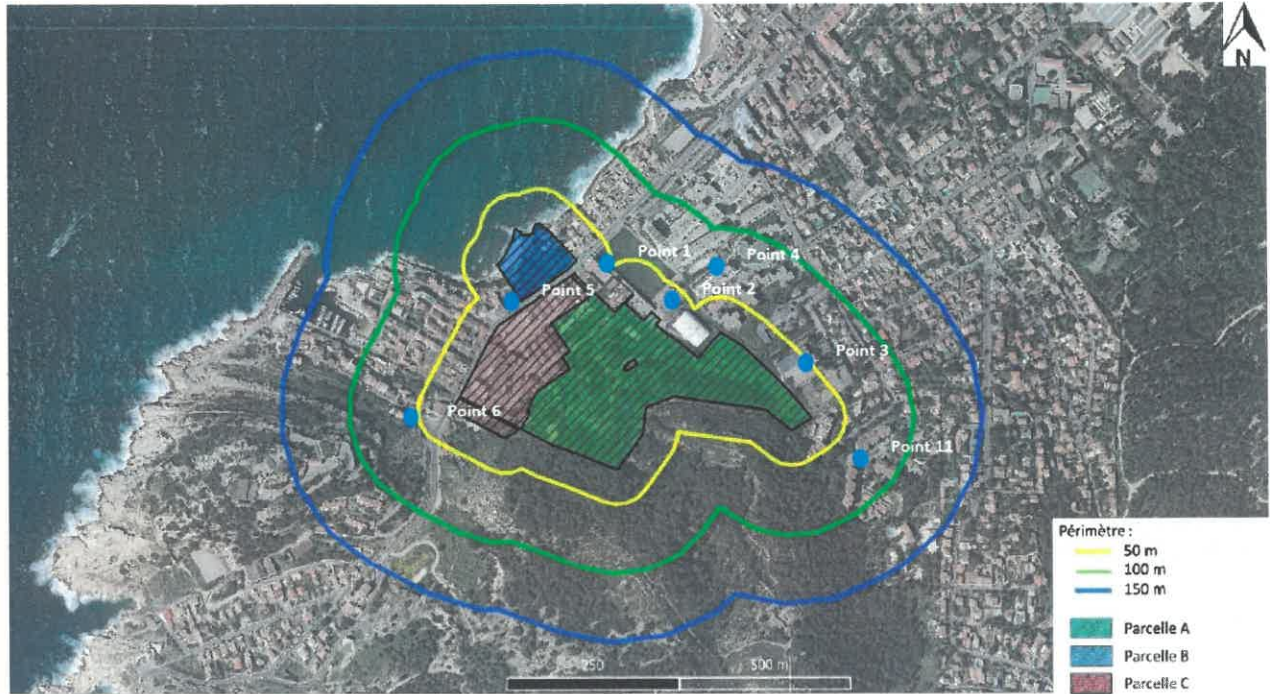 N
Point 1
Point 4
Point 5
Point 2
Point 3
Point 6
Point 11
Périmètre :
50 m
100 m
150 m
Parcelle A
Parcelle B
Parcelle C
250
500 m